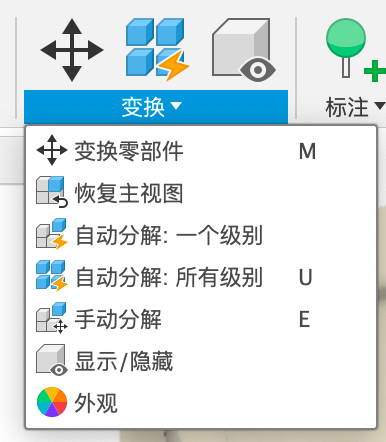 变换
标注
变换零部件 M
恢复主视图
自动分解: 一个级别
自动分解: 所有级别 U
手动分解 E
显示/隐藏
外观